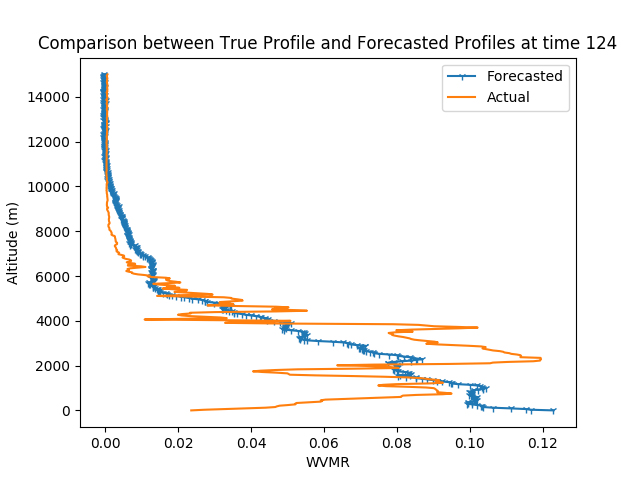 Comparison between True Profile and Forecasted Profiles at time 124
Forecasted
Actual
14000
12000
10000
8000
6000
4000
2000
0
Altitude (m)
0.00 0.02 0.04 0.06 0.08 0.10 0.12
WVMR